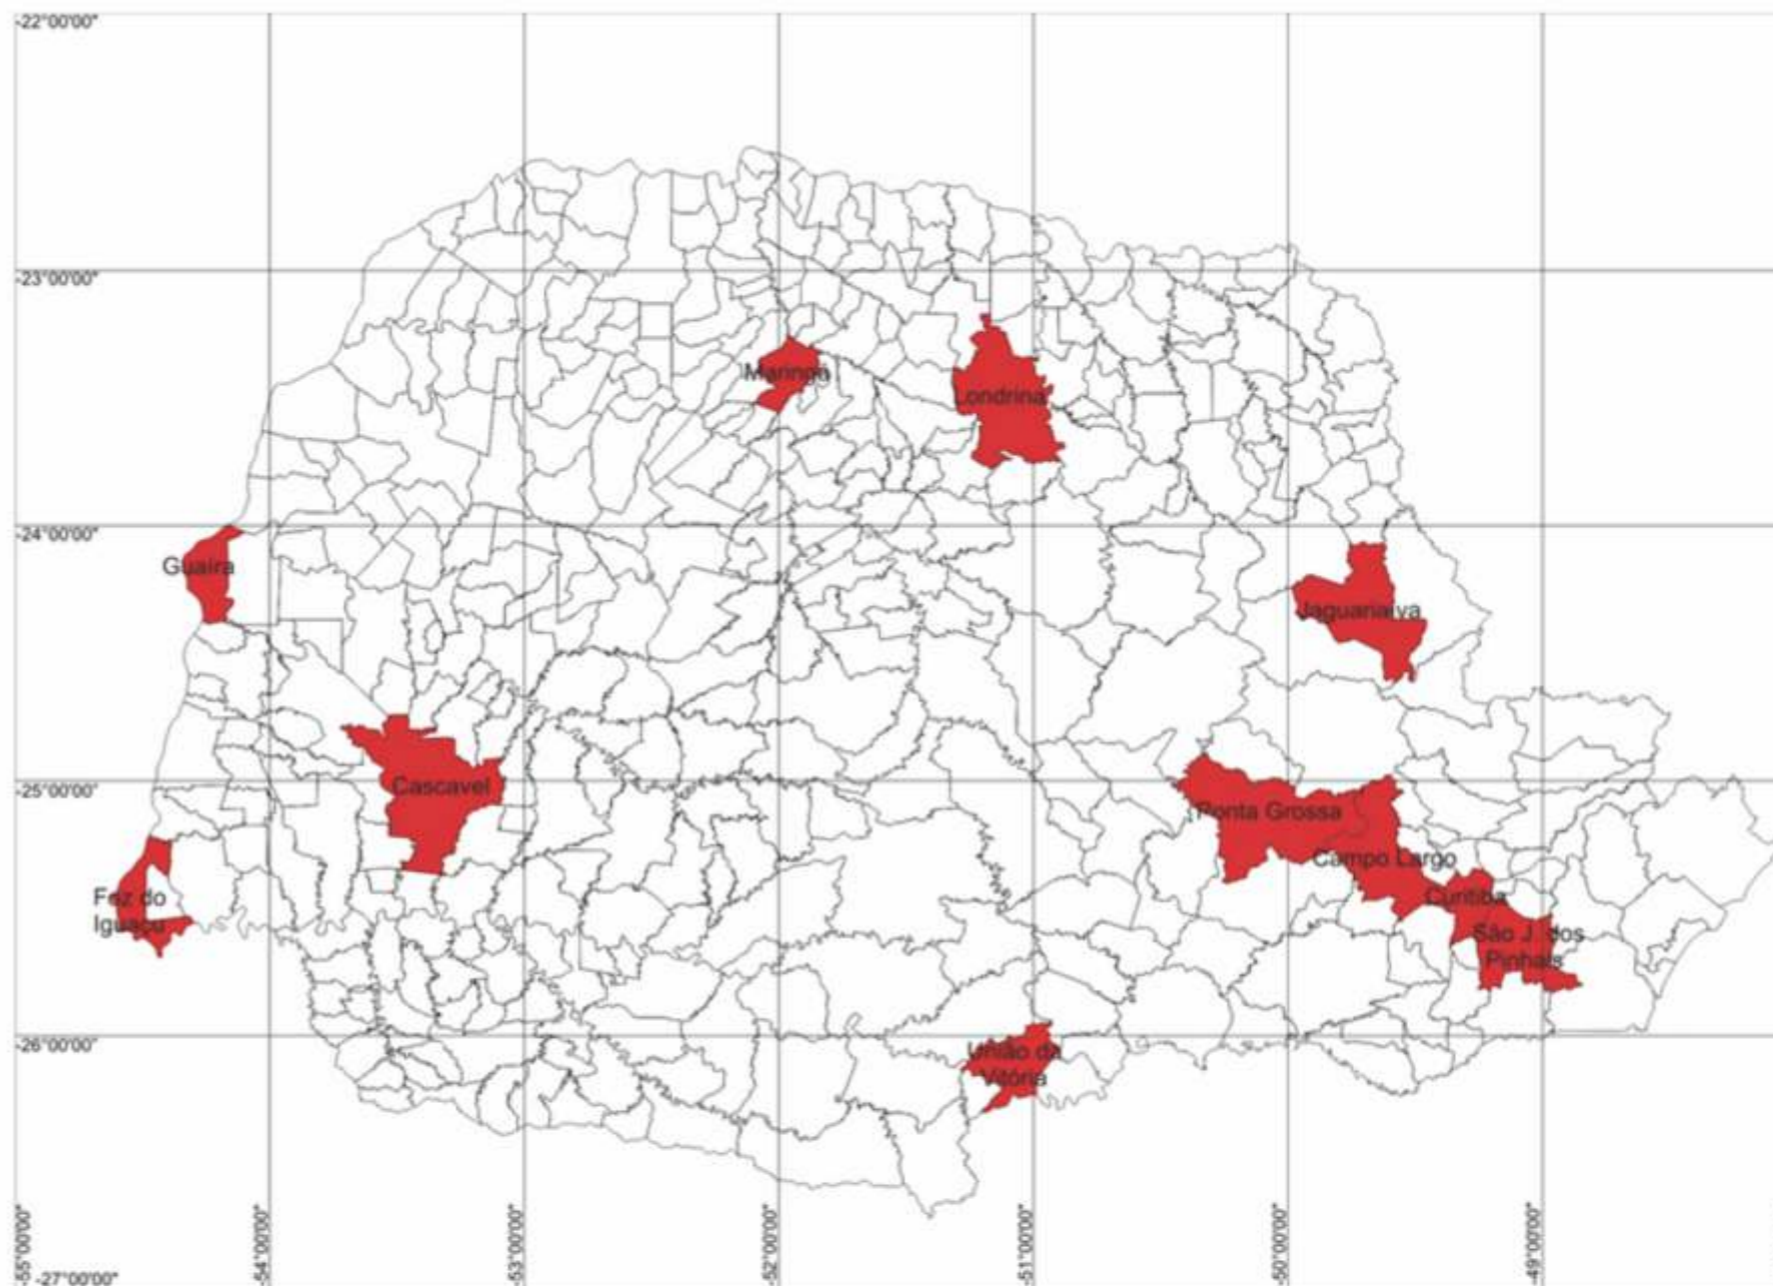 -22°00'00"
-23°00'00"
Maringá
Londrina
-24°00'00"
Guaíra
Jaguariaíva
-25°00'00"
Cascavel
Ponta Grossa
Campo Largo
Foz do
Iguaçu
Curitiba
São J. dos
Pinhais
-26°00'00"
União da
Vitória
-55°00'00"
-54°00'00"
-53°00'00"
-52°00'00"
-51°00'00"
-50°00'00"
-49°00'00"
-27°00'00"